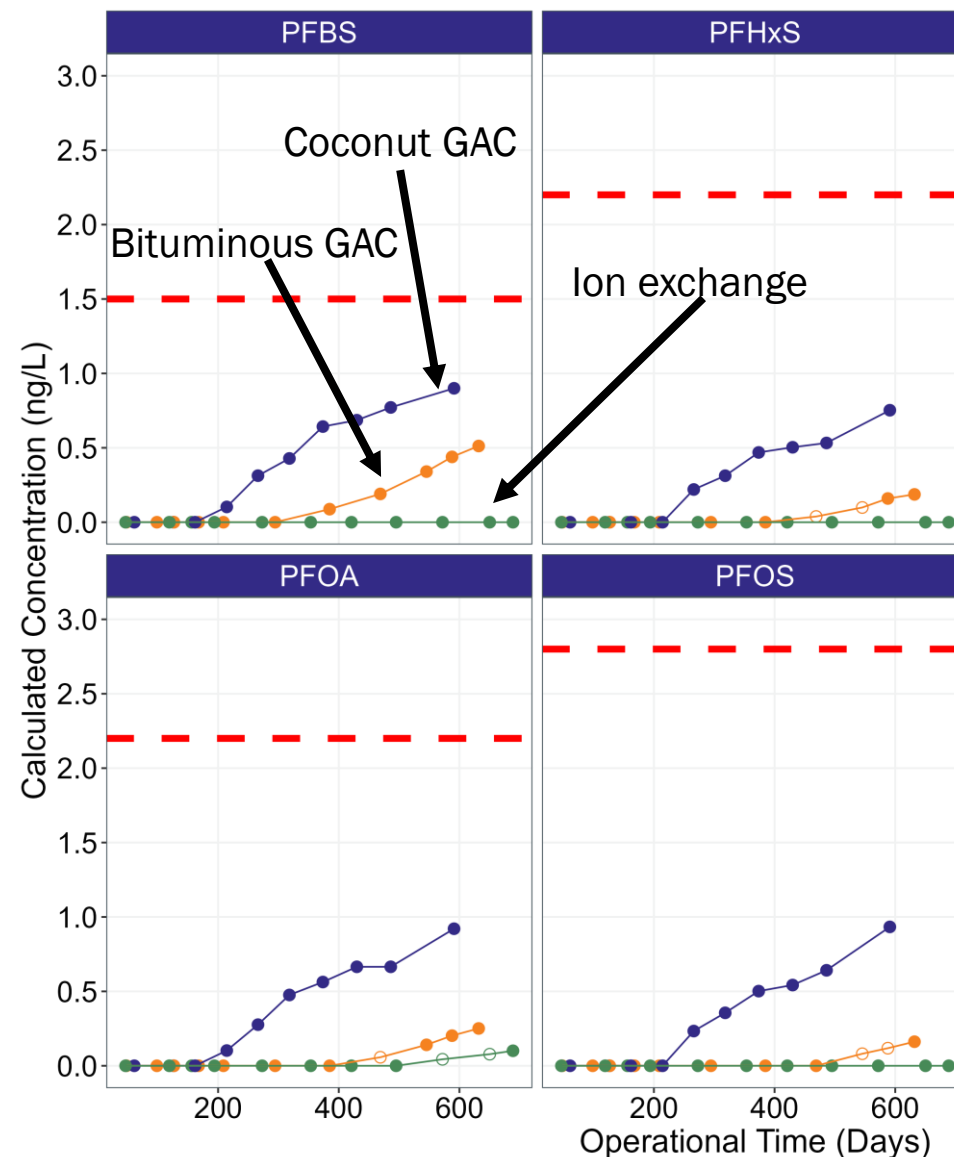 PFBS
PFHxS
3.0
2.5
2.0
1.5
1.0
0.5
0.0
Coconut GAC
Bituminous GAC
Ion exchange
Calculated Concentration (ng/L)
PFOA
PFOS
3.0
2.5
2.0
1.5
1.0
0.5
0.0
200
400
600
200
400
600
Operational Time (Days)